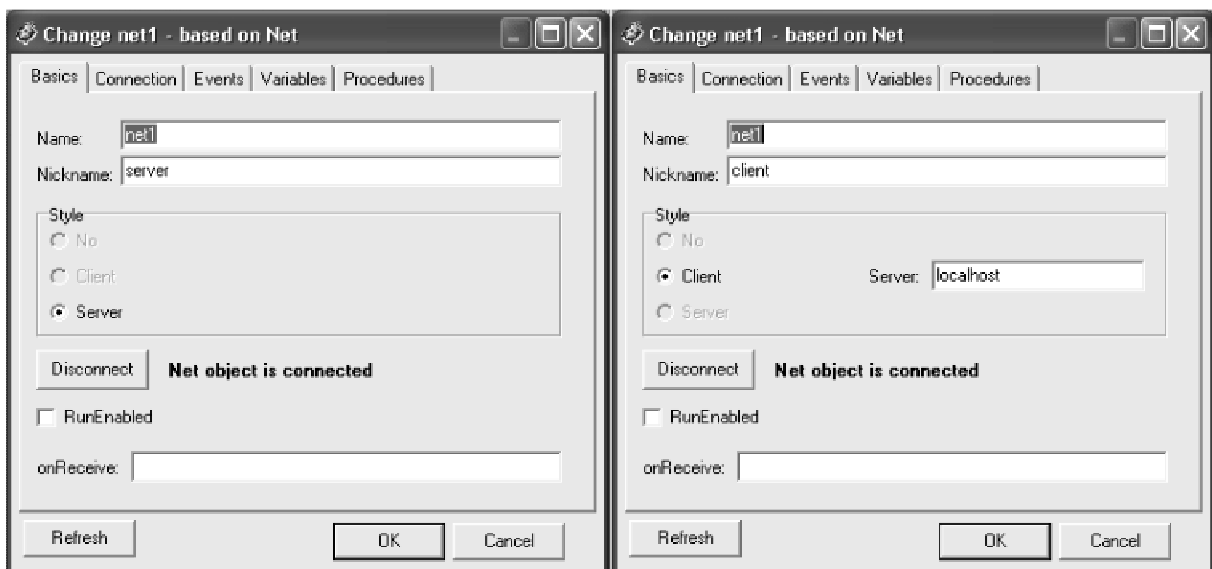 Change net1 - based on Net
Basics Connection Events Variables Procedures
Name: net1
Nickname: server
Style
No
Client
Server
Disconnect Net object is connected
RunEnabled
onReceive:
Refresh OK Cancel
Change net1 - based on Net
Basics Connection Events Variables Procedures
Name: net1
Nickname: client
Style
No
Client Server: localhost
Server
Disconnect Net object is connected
RunEnabled
onReceive:
Refresh OK Cancel